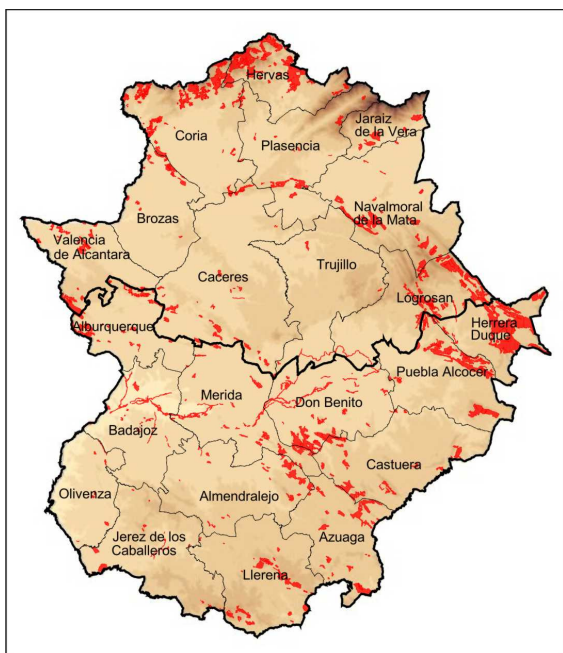 Hervas
Jaraiz
de la Vera
Coria
Plasencia
Navalmoral
de la Mata
Brozas
Valencia
de Alcantara
Caceres
Trujillo
Logrosan
Alburquerque
Herrera
Duque
Puebla Alcocer
Merida
Don Benito
Badajoz
Castuera
Olivenza
Almendralejo
Jerez de los
Caballeros
Azuaga
Llerena